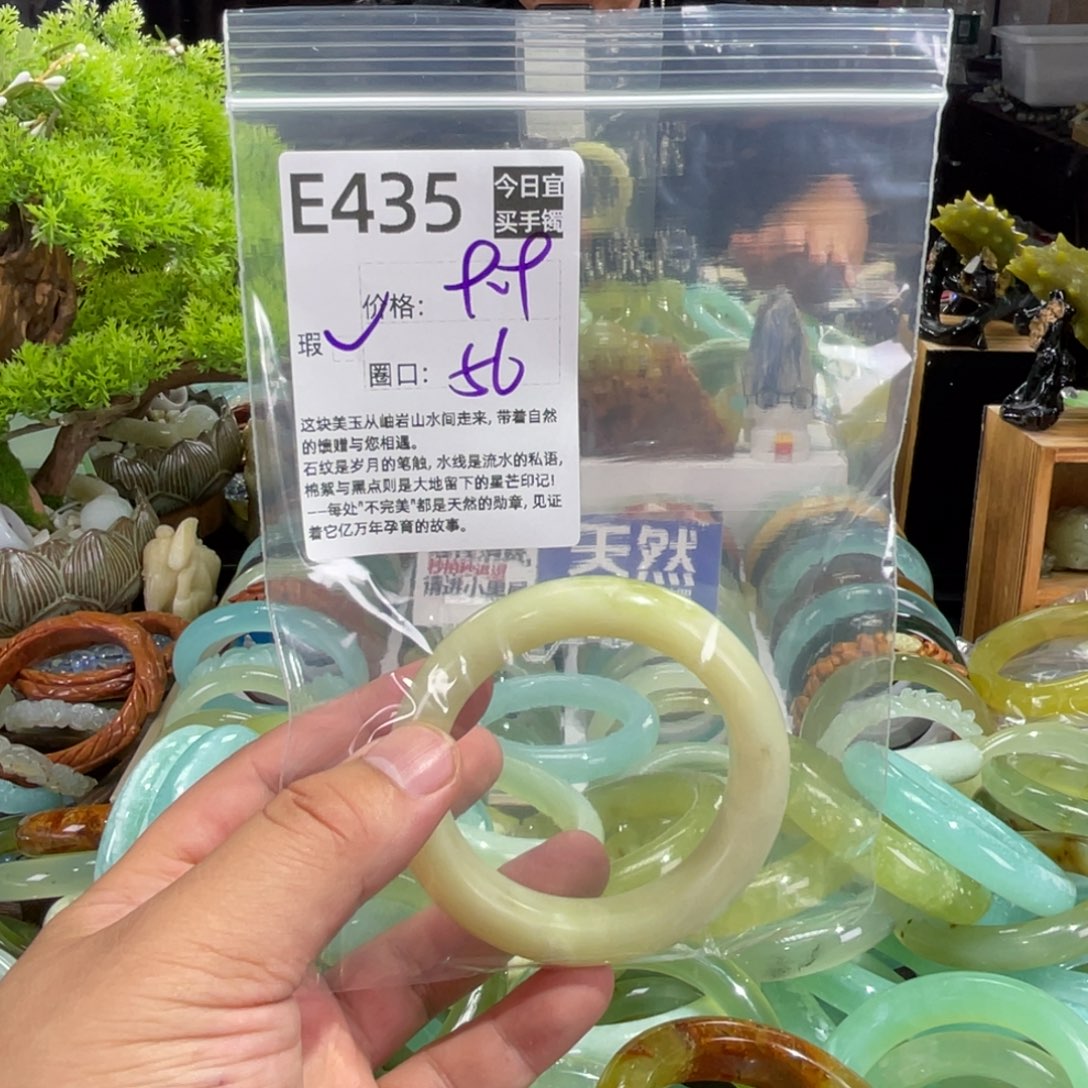 E435
今日宜
买手镯
价格：
瑕✓
圈口：56
这块美玉从岫岩山水间走来，带着自然
的馈赠与您相遇。
石纹是岁月的笔触，水线是流水的私语，
棉絮与黑点则是大地留下的星芒印记！
——每处"不完美"都是天然的勋章，见证
着它亿万年孕育的故事。
天然